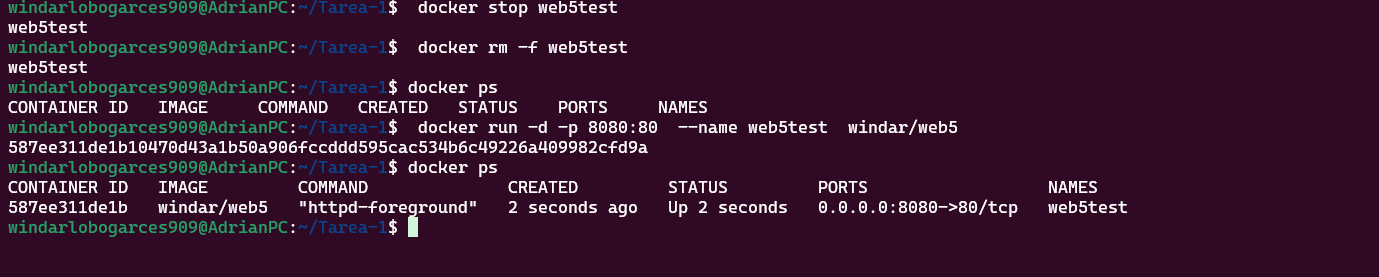 windarlobogarces909@AdrianPC:~/Tarea-1$  docker stop web5test
web5test
windarlobogarces909@AdrianPC:~/Tarea-1$  docker rm -f web5test
web5test
windarlobogarces909@AdrianPC:~/Tarea-1$ docker ps
CONTAINER ID   IMAGE     COMMAND   CREATED   STATUS    PORTS     NAMES
windarlobogarces909@AdrianPC:~/Tarea-1$  docker run -d -p 8080:80  --name web5test  windar/web5
587ee311de1b10470d43a1b50a906fccddd595cac534b6c49226a409982cfd9a
windarlobogarces909@AdrianPC:~/Tarea-1$ docker ps
CONTAINER ID   IMAGE         COMMAND              CREATED         STATUS         PORTS                  NAMES
587ee311de1b   windar/web5   "httpd-foreground"   2 seconds ago   Up 2 seconds   0.0.0.0:8080->80/tcp   web5test
windarlobogarces909@AdrianPC:~/Tarea-1$